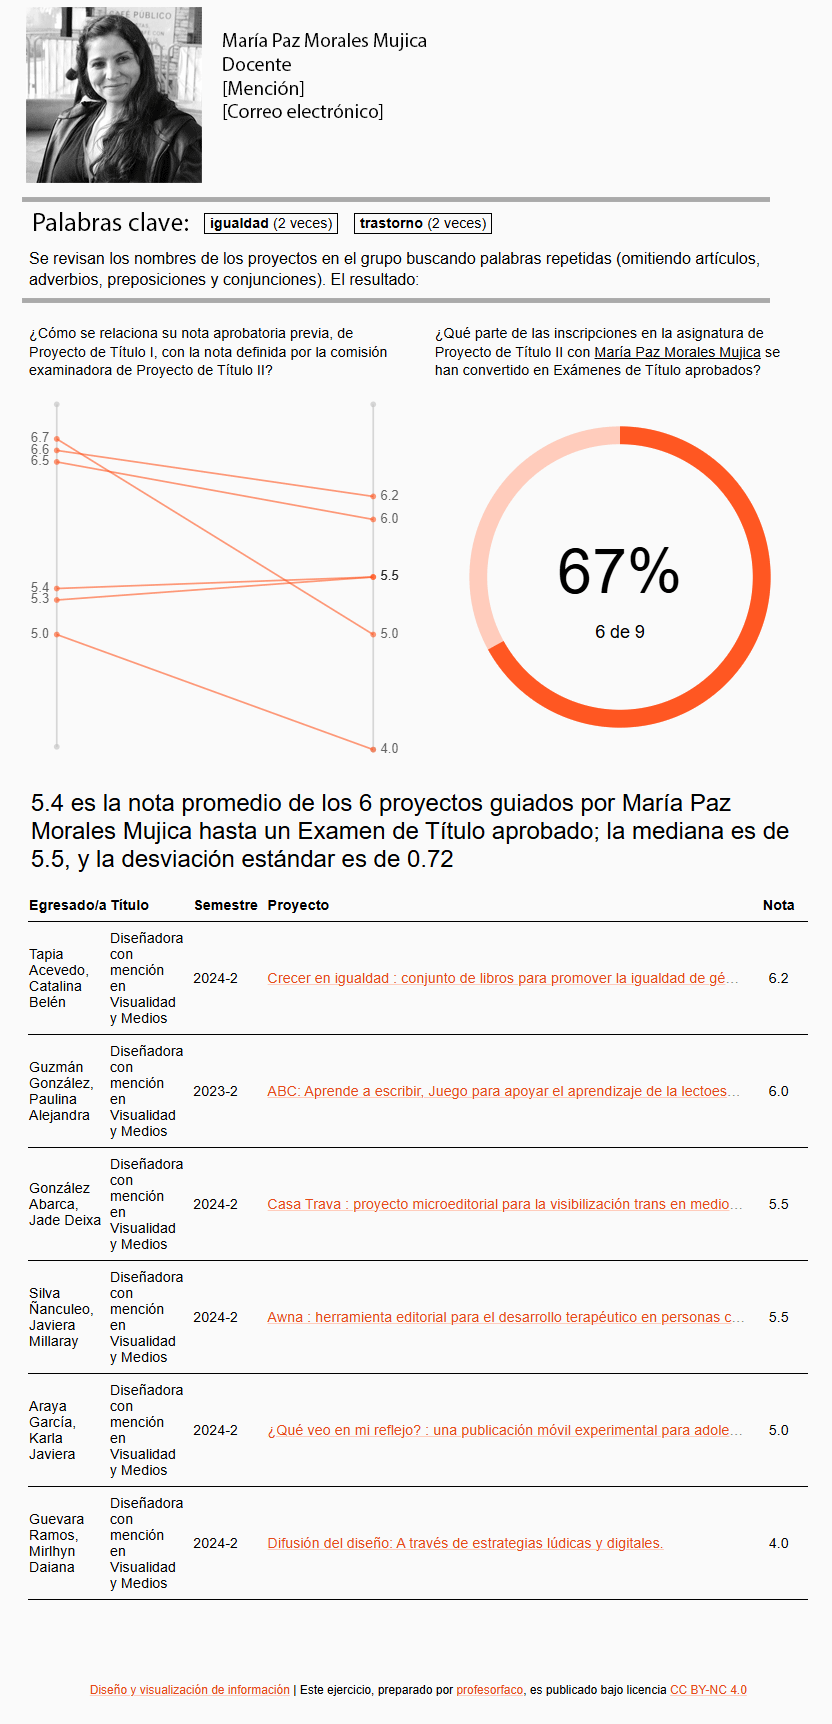 CAFÉ PÚBLICO
María Paz Morales Mujica
Docente
[Mención]
[Correo electrónico]
Palabras clave: igualdad (2 veces) trastorno (2 veces)
Se revisan los nombres de los proyectos en el grupo buscando palabras repetidas (omitiendo artículos,
adverbios, preposiciones y conjunciones). El resultado:
¿Cómo se relaciona su nota aprobatoria previa, de
Proyecto de Título I, con la nota definida por la comisión
examinadora de Proyecto de Título II?
¿Qué parte de las inscripciones en la asignatura de
Proyecto de Título II con María Paz Morales Mujica se
han convertido en Exámenes de Título aprobados?
6.7
6.6
6.5
5.4
5.3
5.0
6.2
6.0
5.5
5.0
4.0
67%
6 de 9
5.4 es la nota promedio de los 6 proyectos guiados por María Paz
Morales Mujica hasta un Examen de Título aprobado; la mediana es de
5.5, y la desviación estándar es de 0.72
Egresado/a Título Semestre Proyecto Nota
Tapia
Acevedo,
Catalina
Belén
Diseñadora
con
mención
en
Visualidad
y Medios
2024-2
Crecer en igualdad : conjunto de libros para promover la igualdad de gé…
6.2
Guzmán
González,
Paulina
Alejandra
Diseñadora
con
mención
en
Visualidad
y Medios
2023-2
ABC: Aprende a escribir, Juego para apoyar el aprendizaje de la lectoes…
6.0
González
Abarca,
Jade Deixa
Diseñadora
con
mención
en
Visualidad
y Medios
2024-2
Casa Trava : proyecto microeditorial para la visibilización trans en medio…
5.5
Silva
Ñanculeo,
Javiera
Millaray
Diseñadora
con
mención
en
Visualidad
y Medios
2024-2
Awna : herramienta editorial para el desarrollo terapéutico en personas c…
5.5
Araya
García,
Karla
Javiera
Diseñadora
con
mención
en
Visualidad
y Medios
2024-2
¿Qué veo en mi reflejo? : una publicación móvil experimental para adole…
5.0
Guevara
Ramos,
Mirlhyn
Daiana
Diseñadora
con
mención
en
Visualidad
y Medios
2024-2
Difusión del diseño: A través de estrategias lúdicas y digitales.
4.0
Diseño y visualización de información | Este ejercicio, preparado por profesorfaco, es publicado bajo licencia CC BY-NC 4.0